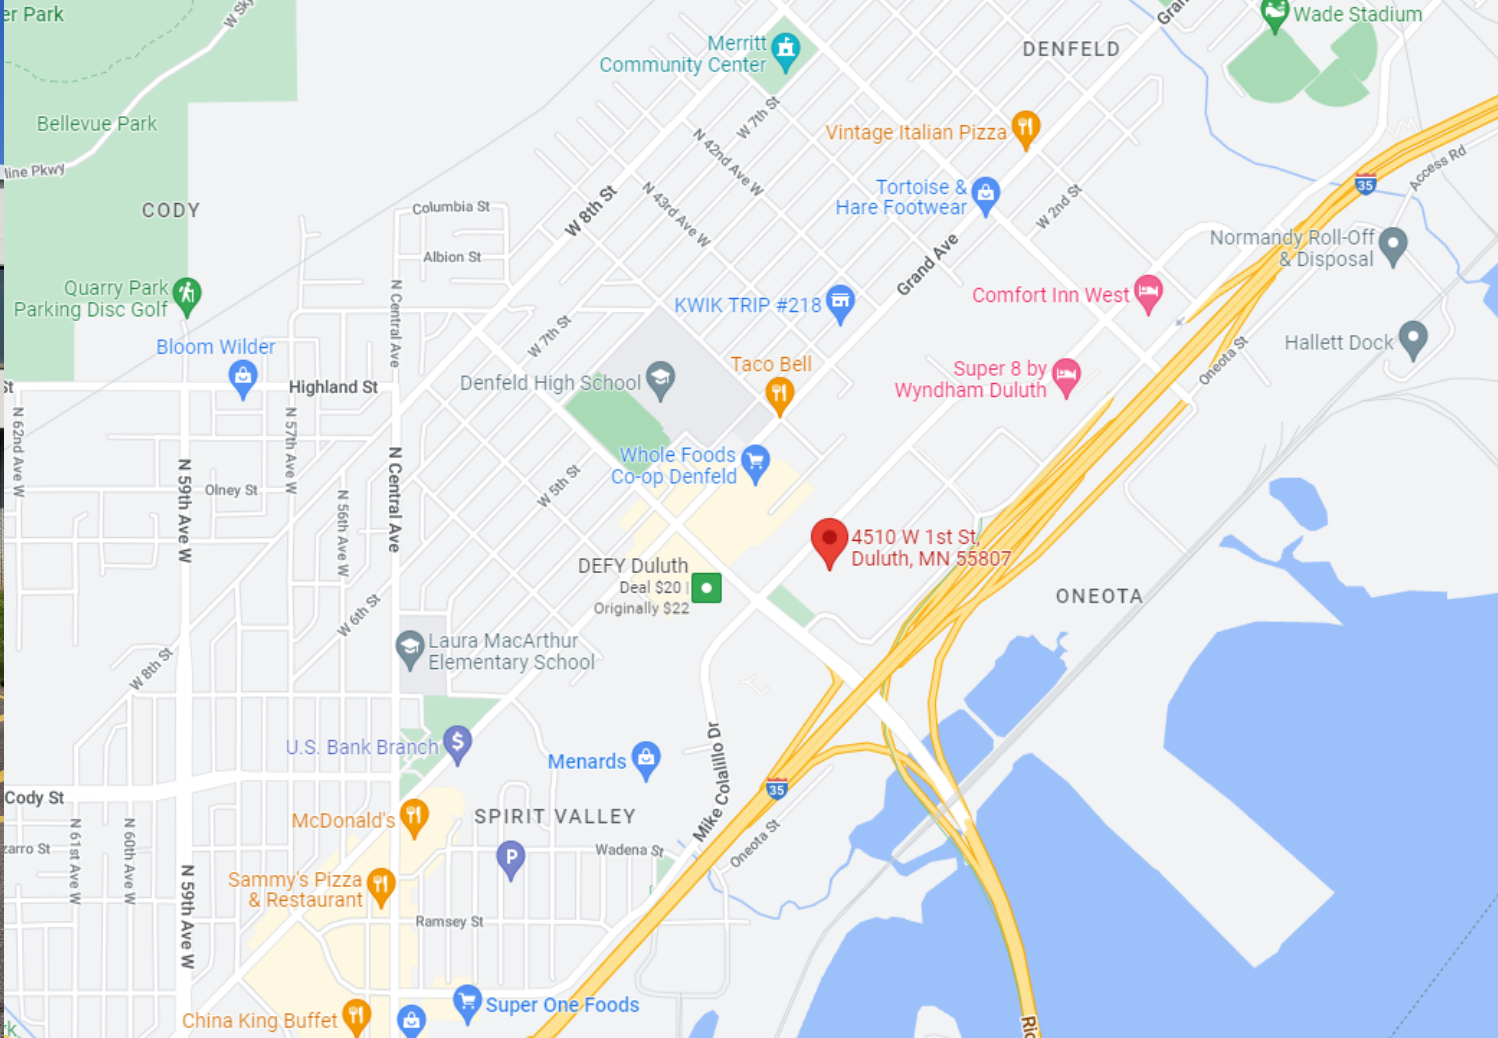 er Park
W Sky
Merritt
Community Center
DENFELD
Gran
Wade Stadium
Bellevue Park
W 7th St
Vintage Italian Pizza
line Pkwy
N 42nd Ave W
35
Access Rd
CODY
Columbia St
W 8th St
N 43rd Ave W
Tortoise &
Hare Footwear
W 2nd St
Albion St
Grand Ave
Normandy Roll-Off
& Disposal
Quarry Park
Parking Disc Golf
N Central Ave
KWIK TRIP #218
Comfort Inn West
Bloom Wilder
W 7th St
Taco Bell
Hallett Dock
Oneota St
St
Highland St
Denfeld High School
Super 8 by
Wyndham Duluth
N 62nd Ave W
N 57th Ave W
N 59th Ave W
N Central Ave
Olney St
N 56th Ave W
W 5th St
Whole Foods
Co-op Denfeld
4510 W 1st St,
Duluth, MN 55807
DEFY Duluth
Deal $20 |
Originally $22
ONEOTA
W 6th St
Laura MacArthur
Elementary School
W 8th St
U.S. Bank Branch
Menards
Mike Colalillo Dr
35
Cody St
McDonald's
SPIRIT VALLEY
N 61st Ave W
N 60th Ave W
zarro St
P
Wadena St
Oneota St
Sammy's Pizza
& Restaurant
N 59th Ave W
Ramsey St
Super One Foods
China King Buffet
rk
Ric